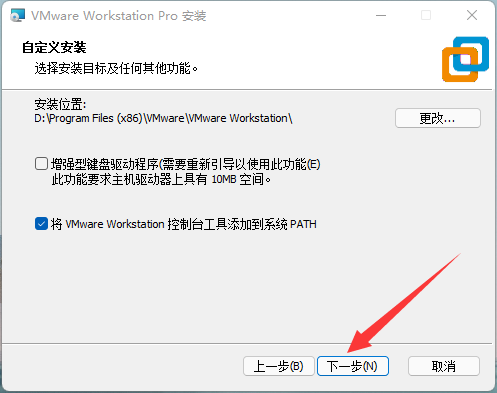 VMware Workstation Pro 安装
自定义安装
选择安装目标及任何其他功能。
安装位置:
D:\Program Files (x86)\VMware\VMware Workstation\
更改...
增强型键盘驱动程序(需要重新引导以使用此功能(E)
此功能要求主机驱动器上具有 10MB 空间。
将 VMware Workstation 控制台工具添加到系统 PATH
上一步(B) 下一步(N) 取消